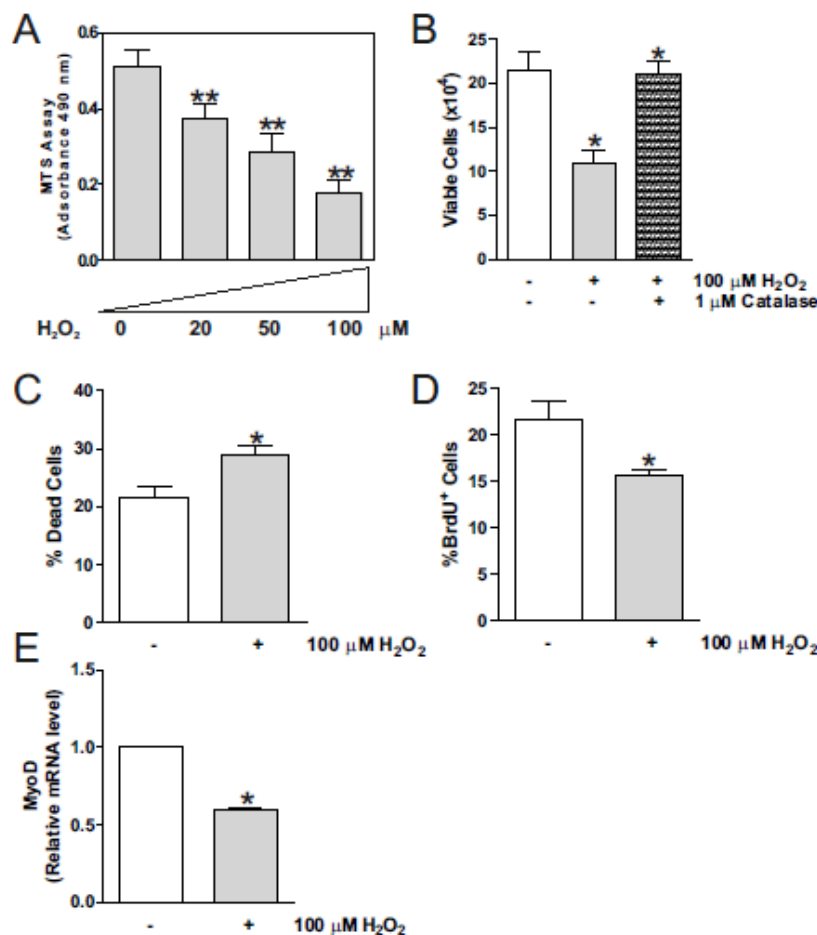 A
0.6
0.4
0.2
0.0
MTS Assay
(Adsorbance 490 nm)
** ** **
H₂O₂ 0 20 50 100 μM
B
25
20
15
10
5
0
Viable Cells (x10⁴)
* *
- + + 100 μM H₂O₂
- - + 1 μM Catalase
C
40
30
20
10
0
% Dead Cells
*
- + 100 μM H₂O₂
D
25
20
15
10
5
0
%BrdU⁺ Cells
*
- + 100 μM H₂O₂
E
1.5
1.0
0.5
0.0
MyoD
(Relative mRNA level)
*
- + 100 μM H₂O₂